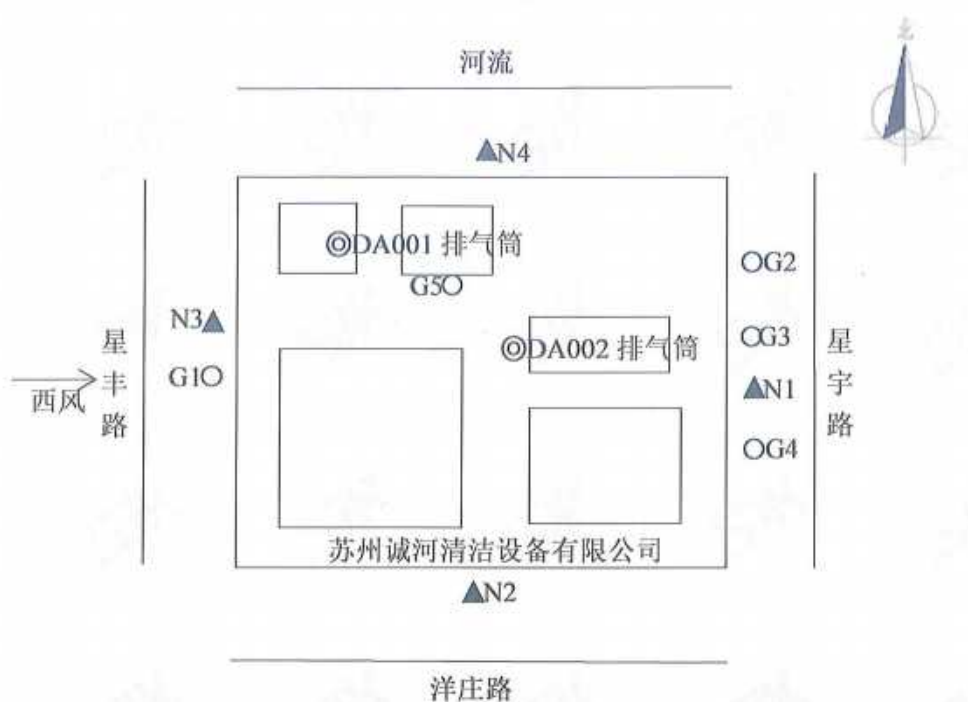 北
河流
▲N4
◎DA001 排气筒
G5○
○G2
N3▲
○G3
◎DA002 排气筒
星丰路
G1○
西风
▲N1
星宇路
○G4
苏州诚河清洁设备有限公司
▲N2
洋庄路